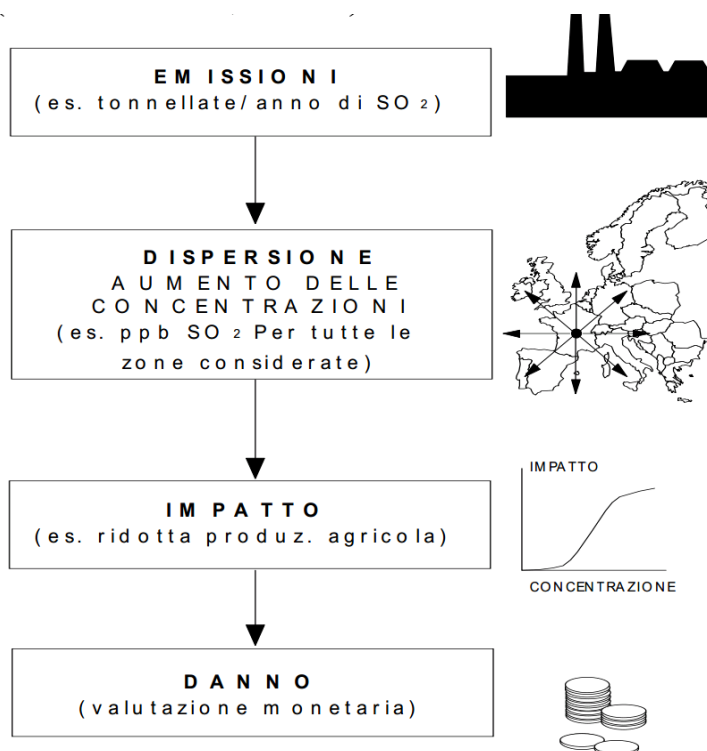 EMISSIONI
(es. tonnellate/anno di SO2)
DISPERSIONE
AUMENTO DELLE
CONCENTRAZIONI
(es. ppb SO2 Per tutte le
zone considerate)
IMPATTO
(es. ridotta produz. agricola)
IMPATTO
CONCENTRAZIONE
DANNO
(valutazione monetaria)